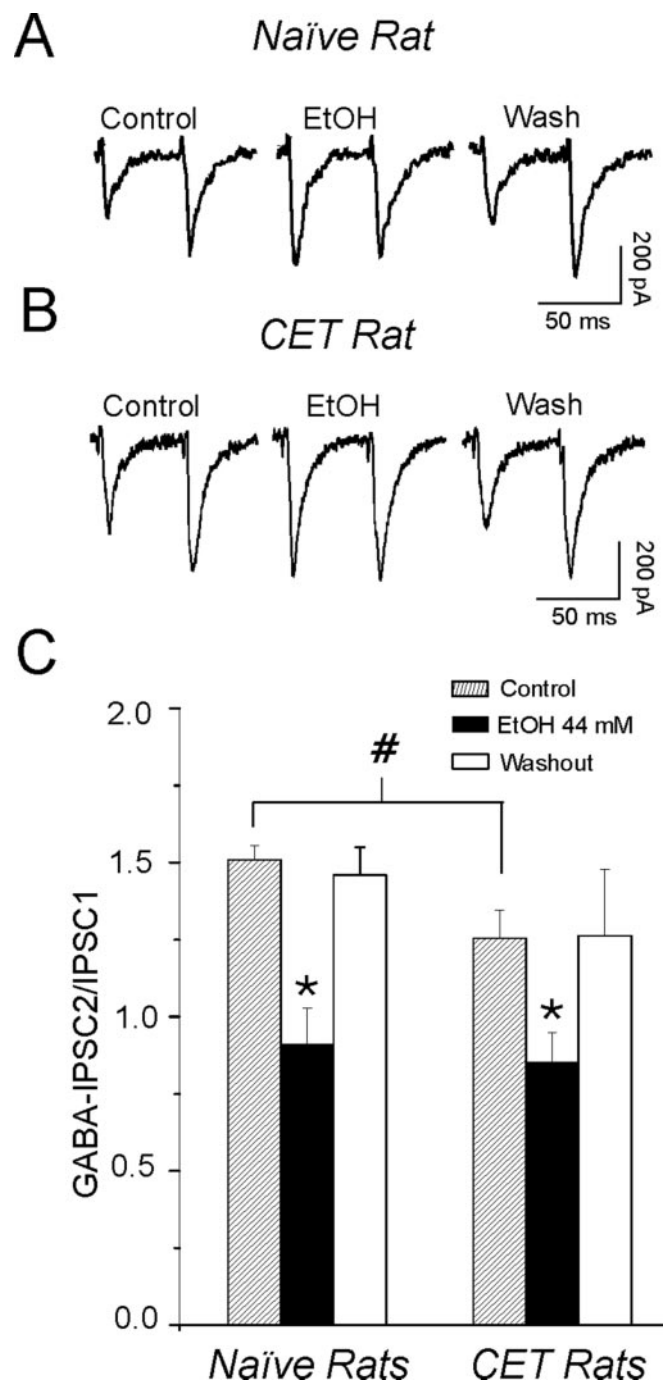 A
Naïve Rat
Control EtOH Wash
200 pA
50 ms
B
CET Rat
Control EtOH Wash
200 pA
50 ms
C
Control
EtOH 44 mM
Washout
#
2.0
1.5
1.0
0.5
0.0
* *
GABA-IPSC2/IPSC1
Naïve Rats CET Rats